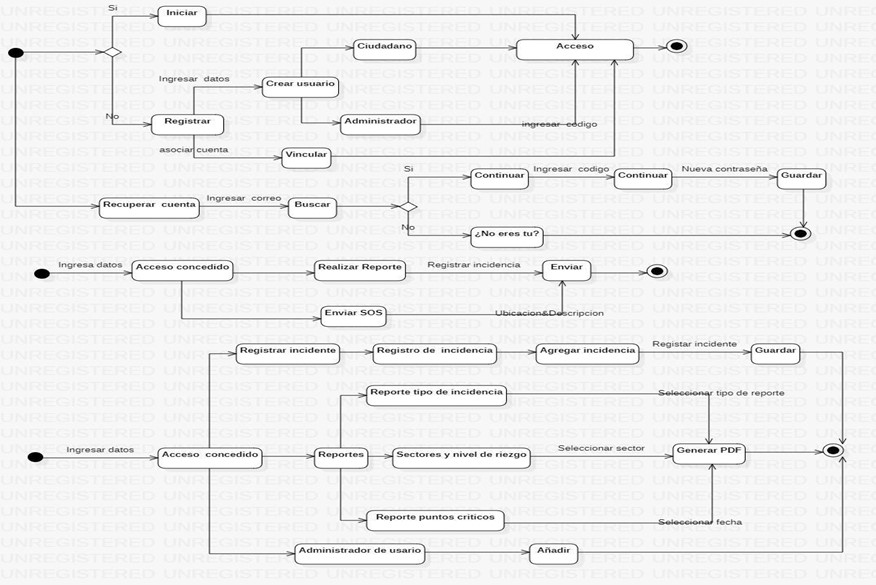 Si
Iniciar
Ciudadano
Acceso
Ingresar datos
Crear usuario
No
Registrar
Administrador
ingresar codigo
asociar cuenta
Vincular
Si
Continuar
Ingresar codigo
Continuar
Nueva contraseña
Guardar
Recuperar cuenta
Ingresar correo
Buscar
No
¿No eres tu?
Ingresa datos
Acceso concedido
Realizar Reporte
Registrar incidencia
Enviar
Enviar SOS
Ubicacion&Descripcion
Registrar incidente
Registro de incidencia
Agregar incidencia
Registar incidente
Guardar
Reporte tipo de incidencia
Seleccionar tipo de reporte
Ingresar datos
Acceso concedido
Reportes
Sectores y nivel de riezgo
Seleccionar sector
Generar PDF
Reporte puntos criticos
Seleccionar fecha
Administrador de usario
Añadir
UNREGISTERED